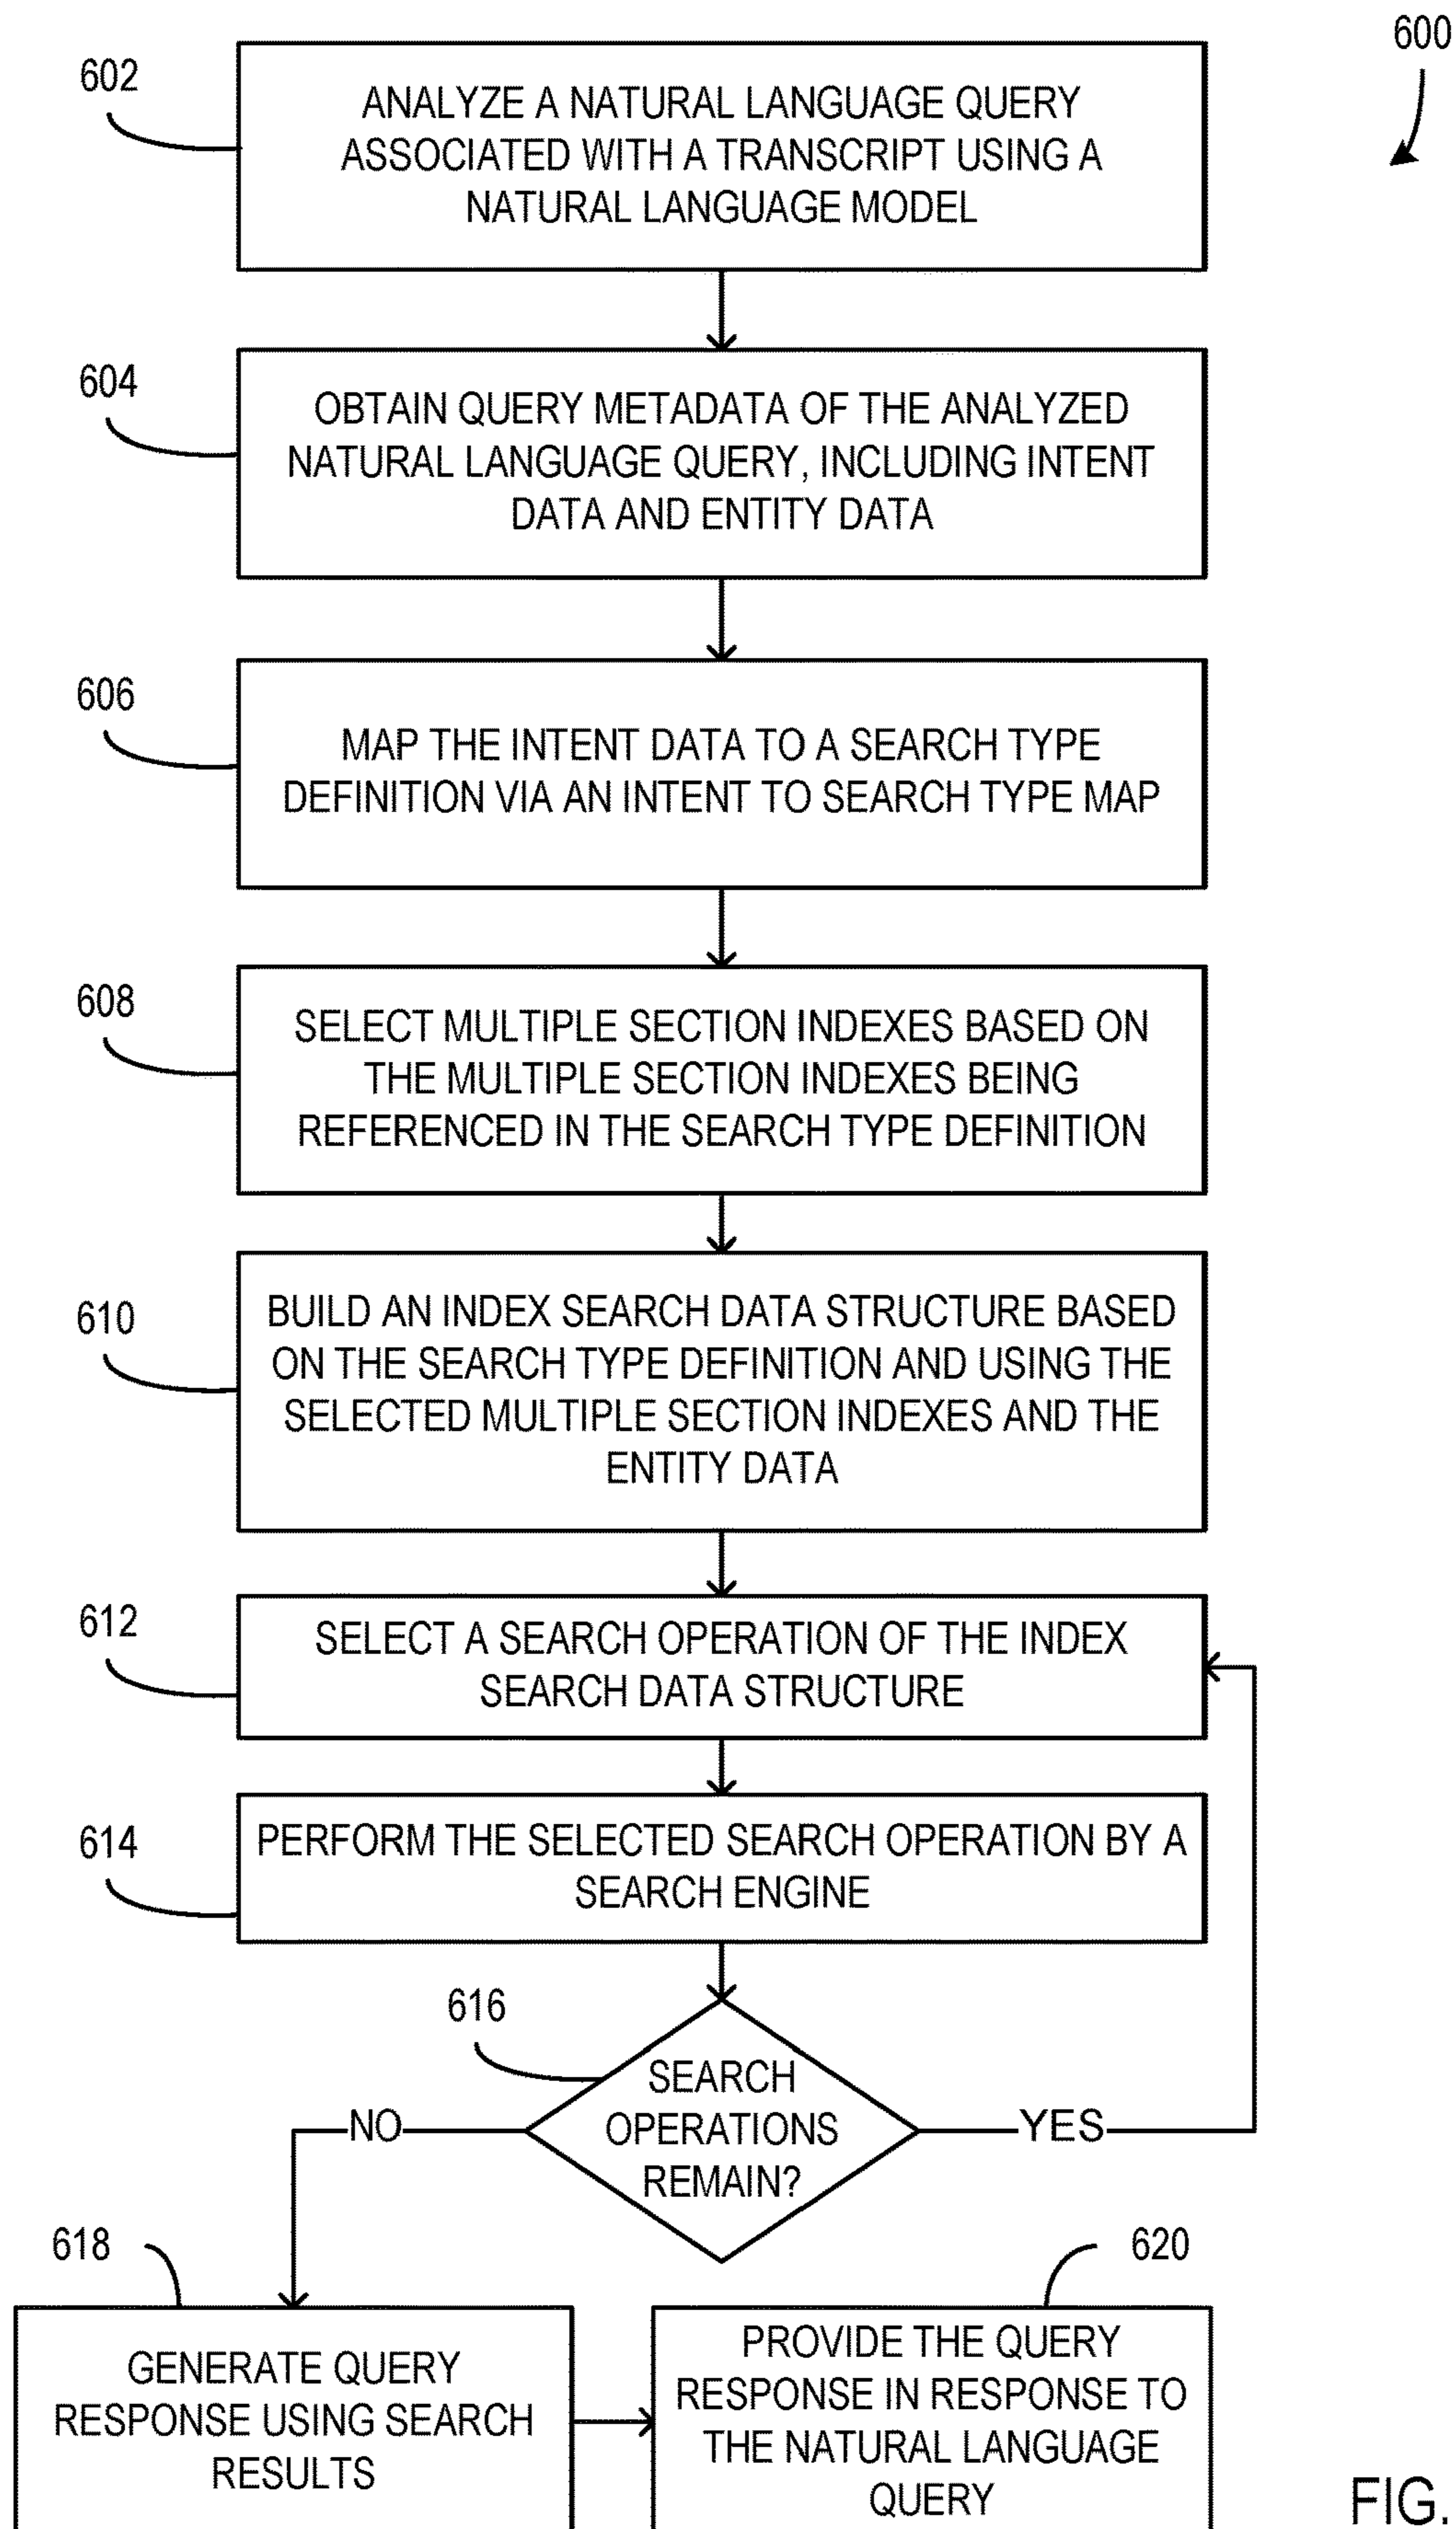 600
602
ANALYZE A NATURAL LANGUAGE QUERY
ASSOCIATED WITH A TRANSCRIPT USING A
NATURAL LANGUAGE MODEL
604
OBTAIN QUERY METADATA OF THE ANALYZED
NATURAL LANGUAGE QUERY, INCLUDING INTENT
DATA AND ENTITY DATA
606
MAP THE INTENT DATA TO A SEARCH TYPE
DEFINITION VIA AN INTENT TO SEARCH TYPE MAP
608
SELECT MULTIPLE SECTION INDEXES BASED ON
THE MULTIPLE SECTION INDEXES BEING
REFERENCED IN THE SEARCH TYPE DEFINITION
610
BUILD AN INDEX SEARCH DATA STRUCTURE BASED
ON THE SEARCH TYPE DEFINITION AND USING THE
SELECTED MULTIPLE SECTION INDEXES AND THE
ENTITY DATA
612
SELECT A SEARCH OPERATION OF THE INDEX
SEARCH DATA STRUCTURE
614
PERFORM THE SELECTED SEARCH OPERATION BY A
SEARCH ENGINE
616
SEARCH
OPERATIONS
REMAIN?
NO
YES
618
GENERATE QUERY
RESPONSE USING SEARCH
RESULTS
620
PROVIDE THE QUERY
RESPONSE IN RESPONSE TO
THE NATURAL LANGUAGE
QUERY
FIG.